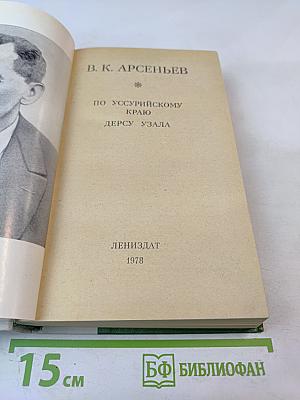 В. К. АРСЕНЬЕВ
ПО УССУРИЙСКОМУ
КРАЮ
ДЕРСУ УЗАЛА
ЛЕНИЗДАТ
1978
15 см
БФ БИБЛИОФАН